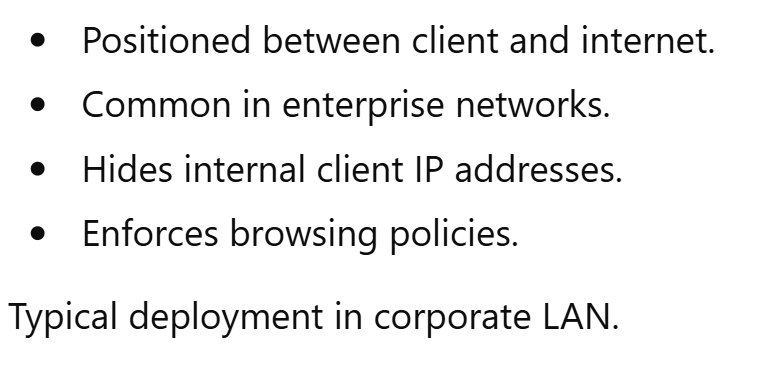 • Positioned between client and internet.
• Common in enterprise networks.
• Hides internal client IP addresses.
• Enforces browsing policies.
Typical deployment in corporate LAN.